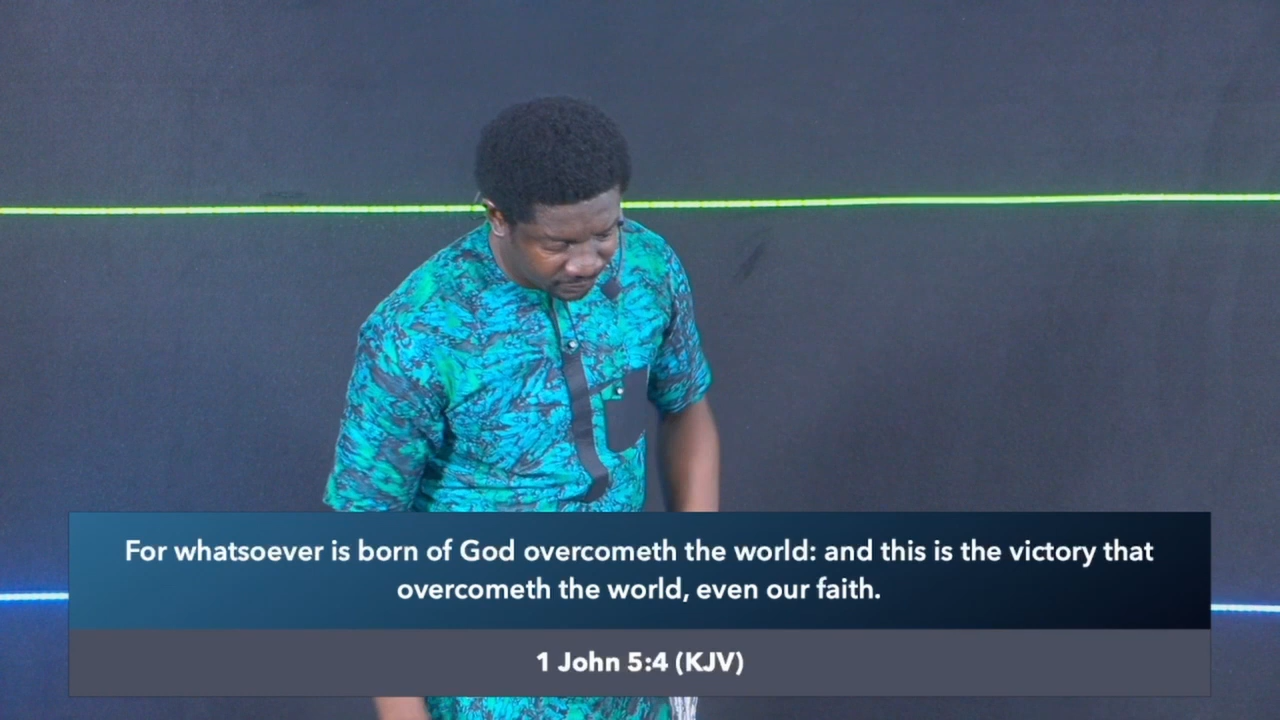 For whatsoever is born of God overcometh the world: and this is the victory that
overcometh the world, even our faith.
1 John 5:4 (KJV)